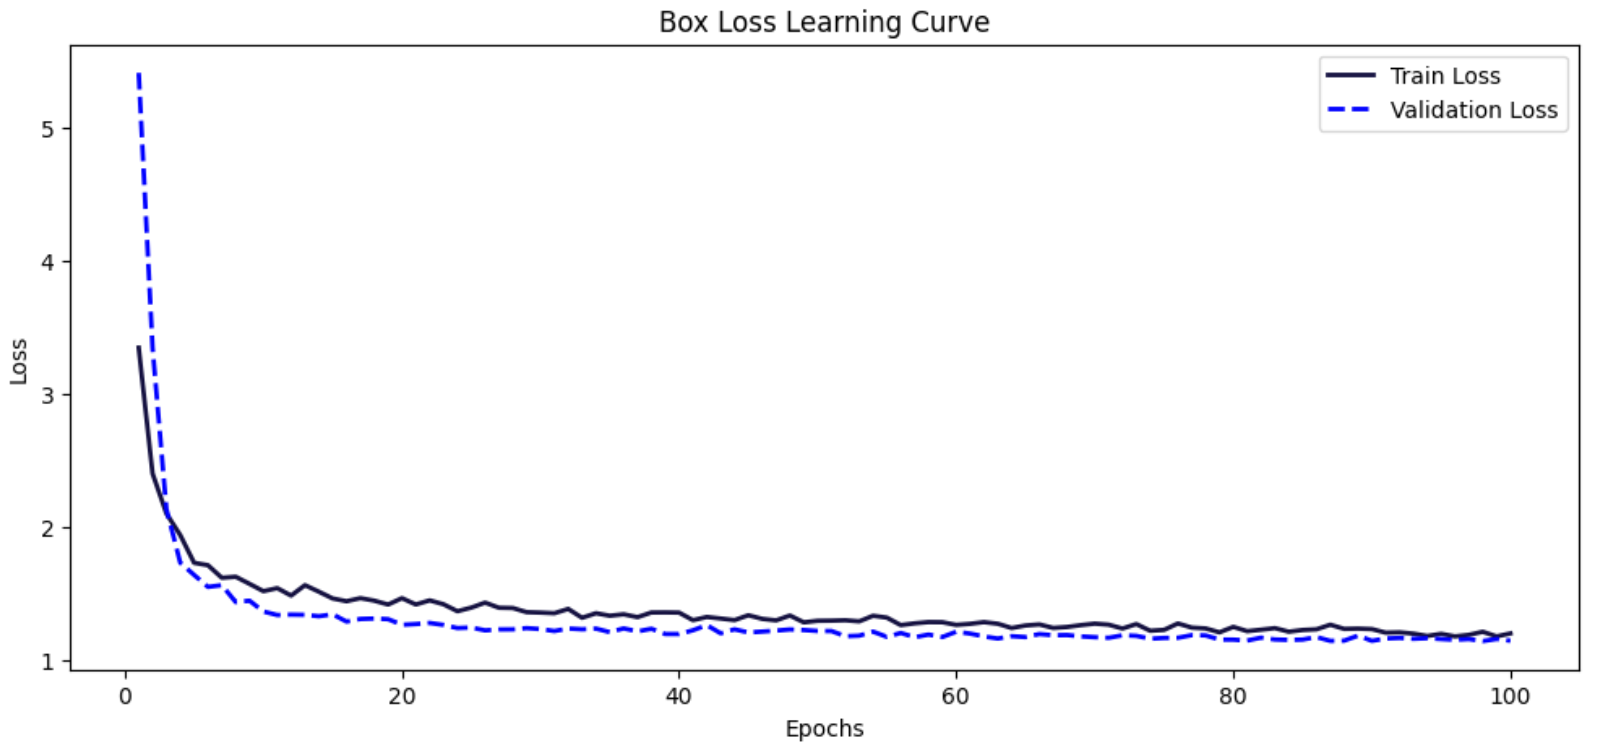 Box Loss Learning Curve
Train Loss
Validation Loss
5
4
3
2
1
Loss
0
20
40
60
80
100
Epochs